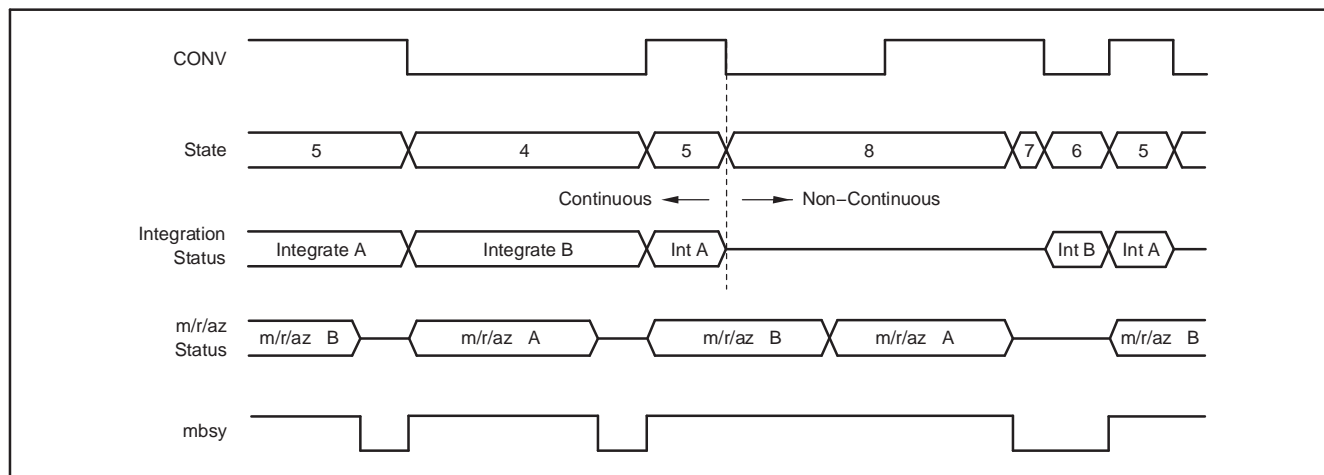 CONV
State
5 4 5 8 7 6 5
Continuous Non−Continuous
Integration
Status
Integrate A Integrate B Int A Int B Int A
m/r/az
Status
m/r/az B m/r/az A m/r/az B m/r/az A m/r/az B
mbsy